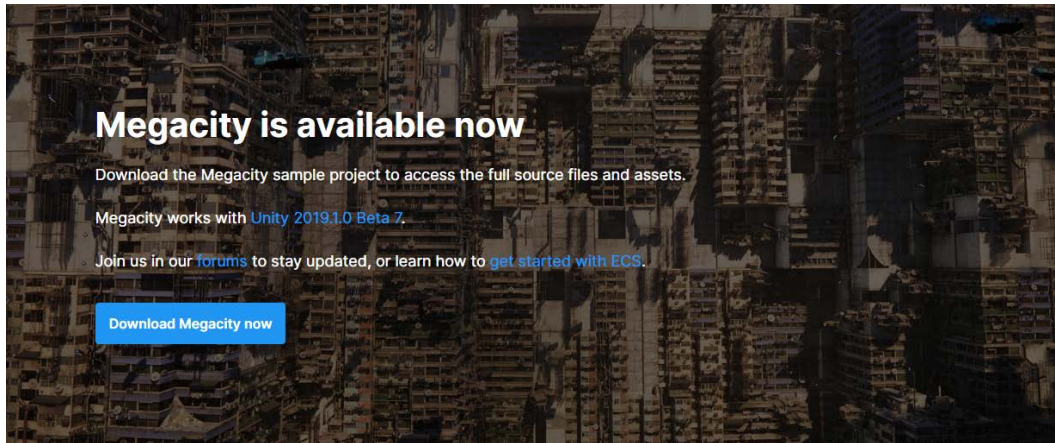 Megacity is available now
Download the Megacity sample project to access the full source files and assets.
Megacity works with Unity 2019.1.0 Beta 7.
Join us in our forums to stay updated, or learn how to get started with ECS.
Download Megacity now